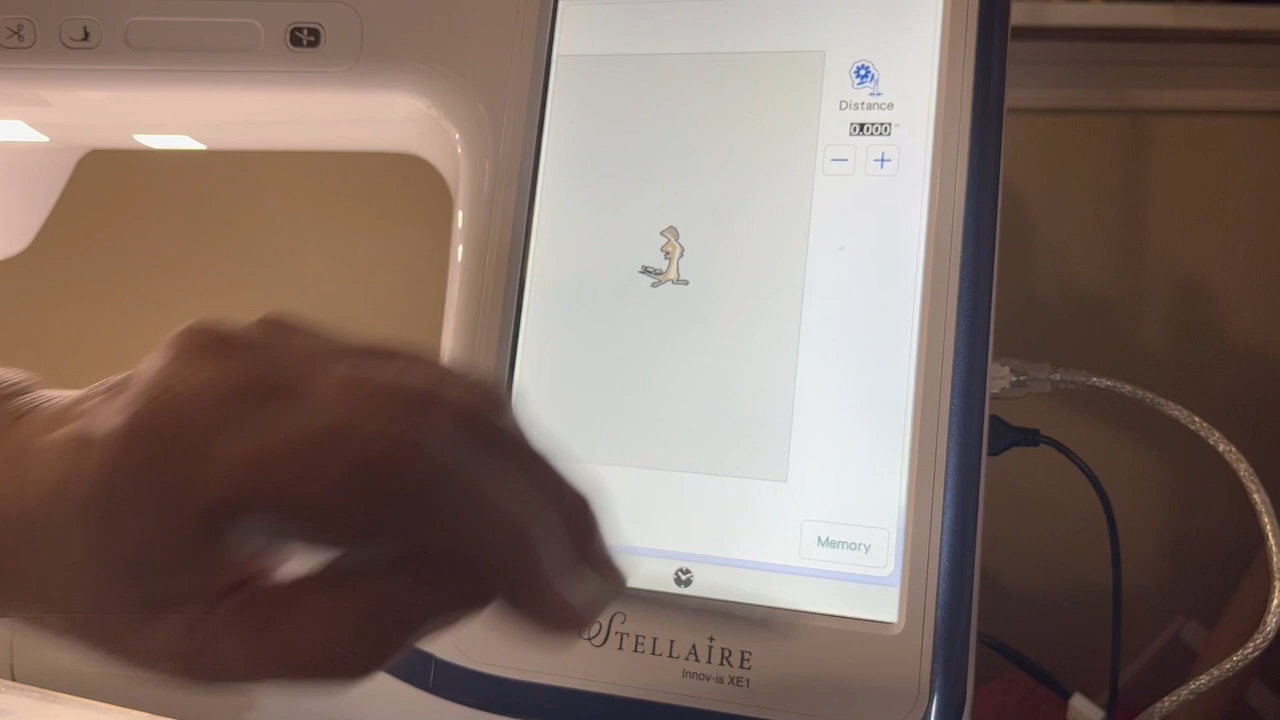 Distance
0.000"
Memory
STELLAIRE
Innov-is XE1